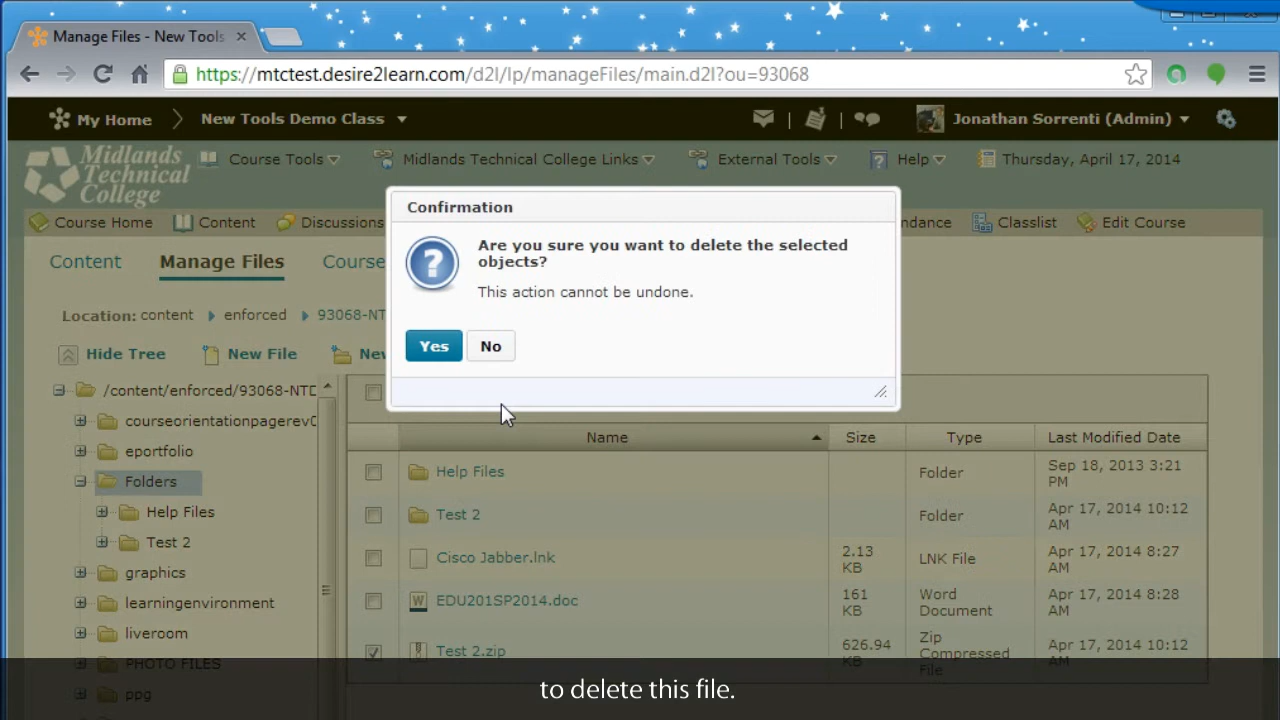 Manage Files - New Tools
https://mtctest.desire2learn.com/d2l/lp/manageFiles/main.d2l?ou=93068
My Home New Tools Demo Class | | Jonathan Sorrenti (Admin)
Midlands Technical College
Course Tools Midlands Technical College Links External Tools Help Thursday, April 17, 2014
Course Home Content Discussions ndance Classlist Edit Course
Content Manage Files Course
Location: content enforced 93068-NT
Hide Tree New File Ne
Confirmation
Are you sure you want to delete the selected
objects?
This action cannot be undone.
Yes No
/content/enforced/93068-NTD
courseorientationpagerev
eportfolio
Folders
Help Files
Test 2
graphics
learningenvironment
liveroom
PHOTO FILES
ppg
Name Size Type Last Modified Date
Help Files Folder Sep 18, 2013 3:21 PM
Test 2 Folder Apr 17, 2014 10:12 AM
Cisco Jabber.lnk 2.13 KB LNK File Apr 17, 2014 8:27 AM
EDU201SP2014.doc 161 KB Word Document Apr 17, 2014 8:28 AM
Test 2.zip 626.94 KB Zip Compressed File Apr 17, 2014 10:12 AM
to delete this file.